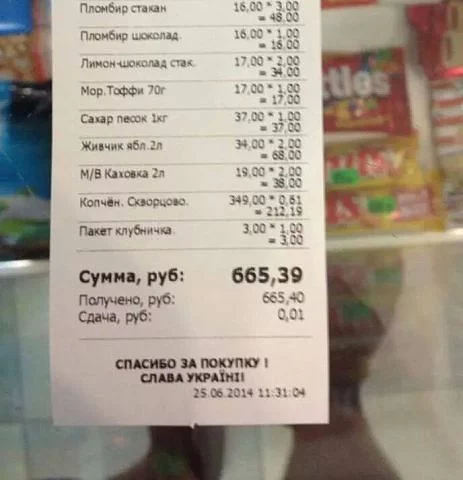 Пломбир стакан 16,00 * 3,00
= 48,00
Пломбир шоколад. 16,00 * 1,00
= 16,00
Лимон-шоколад стак. 17,00 * 2,00
= 34,00
Мор.Тоффи 70г 17,00 * 1,00
= 17,00
Сахар песок 1кг 37,00 * 1,00
= 37,00
Живчик ябл.2л 34,00 * 2,00
= 68,00
М/В Каховка 2л 19,00 * 2,00
= 38,00
Копчён. Скворцово. 349,00 * 0,61
= 212,19
Пакет клубничка. 3,00 * 1,00
= 3,00
Сумма, руб: 665,39
Получено, руб: 665,40
Сдача, руб: 0,01
СПАСИБО ЗА ПОКУПКУ !
СЛАВА УКРАЇНІ!
25.06.2014 11:31:04
ttles